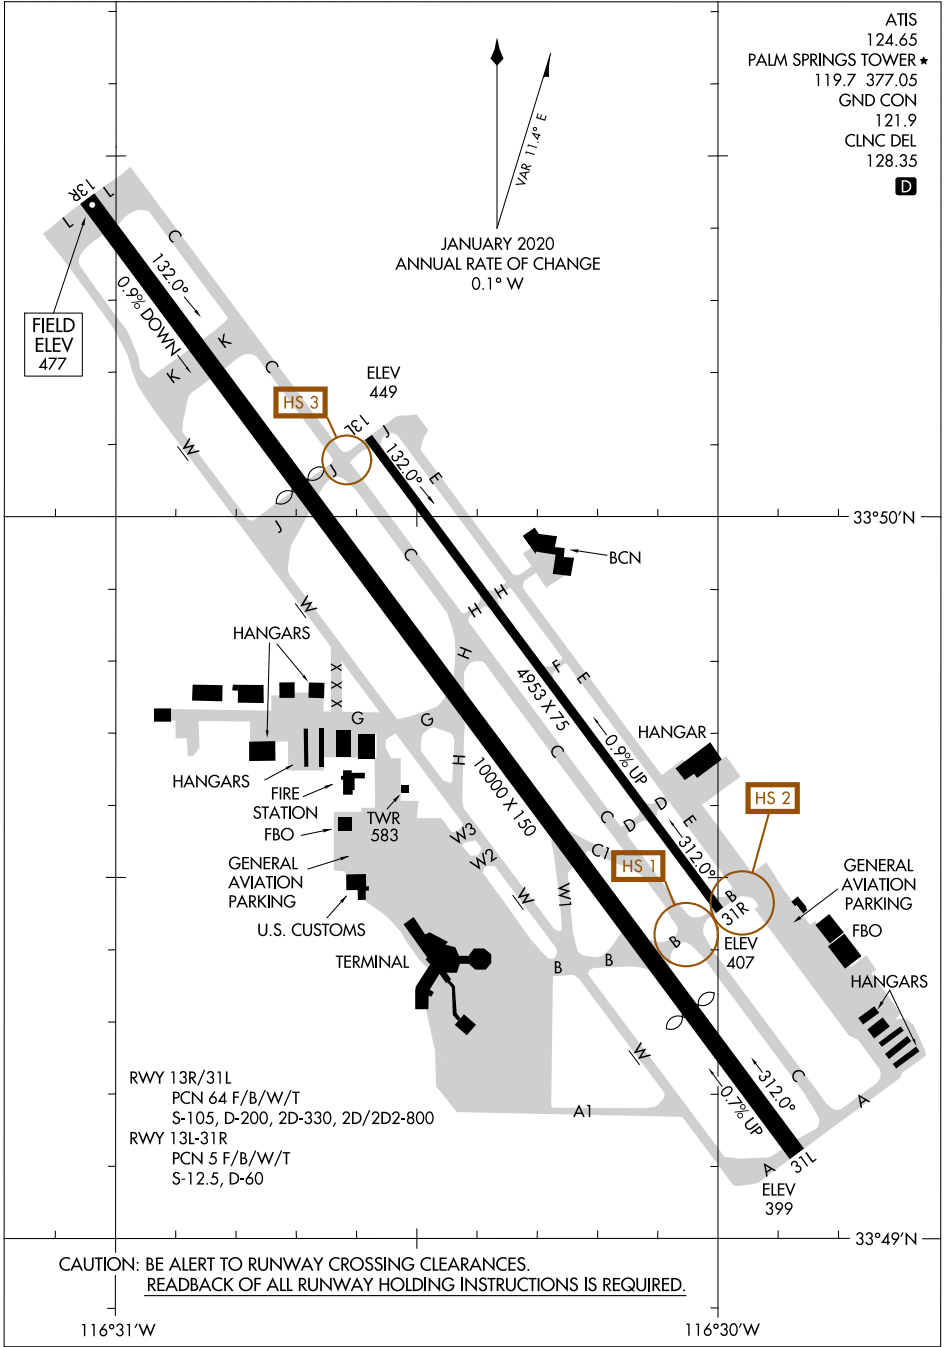 ATIS
124.65
PALM SPRINGS TOWER ★
119.7 377.05
GND CON
121.9
CLNC DEL
128.35
D
VAR 11.4° E
JANUARY 2020
ANNUAL RATE OF CHANGE
0.1° W
13R
L
L
C
132.0°
0.9% DOWN
FIELD
ELEV
477
K
K
C
ELEV
449
HS 3
13L
J
132.0°
E
W
J
J
33°50'N
C
BCN
H
H
W
HANGARS
H
F
E
4953 X 75
X X X
G
G
HANGAR
C
0.9% UP
H
10000 X 150
HANGARS
FIRE
STATION
TWR
583
FBO
HS 2
D
E
C
D
W3
W2
C1
312.0°
HS 1
GENERAL
AVIATION
PARKING
GENERAL
AVIATION
PARKING
W
W1
B
31R
U.S. CUSTOMS
FBO
B
ELEV
407
TERMINAL
B
B
HANGARS
W
RWY 13R/31L
PCN 64 F/B/W/T
S-105, D-200, 2D-330, 2D/2D2-800
RWY 13L-31R
PCN 5 F/B/W/T
S-12.5, D-60
C
312.0°
0.7% UP
A
A1
A
31L
ELEV
399
33°49'N
CAUTION: BE ALERT TO RUNWAY CROSSING CLEARANCES.
READBACK OF ALL RUNWAY HOLDING INSTRUCTIONS IS REQUIRED.
116°31'W
116°30'W